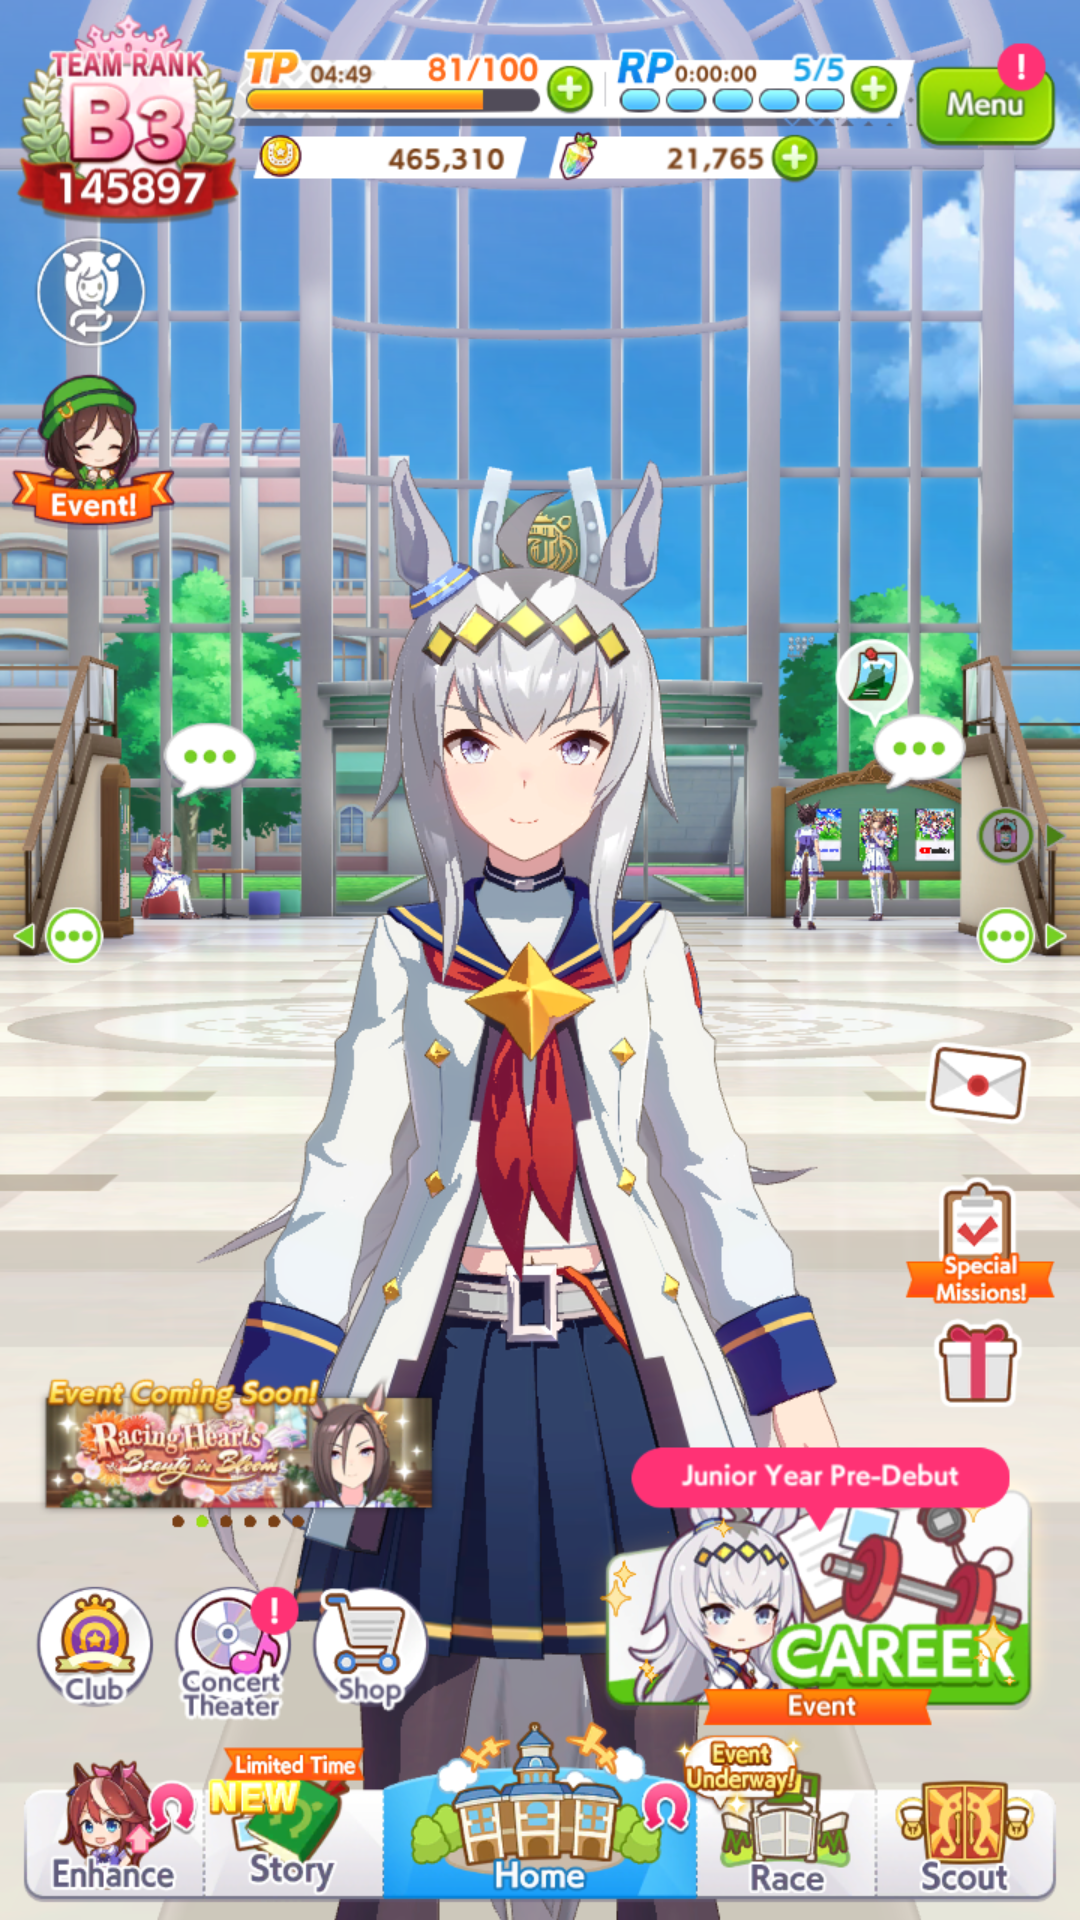 TEAM RANK
B3
145897
TP 04:49 81/100
RP 0:00:00 5/5
Menu
465,310
21,765
Event!
Special
Missions!
Event Coming Soon!
Racing Hearts
Beauty in Bloom
Junior Year Pre-Debut
CAREER
Event
Club
Concert
Theater
Shop
Enhance
Limited Time
NEW
Story
Home
Event
Underway!
Race
Scout